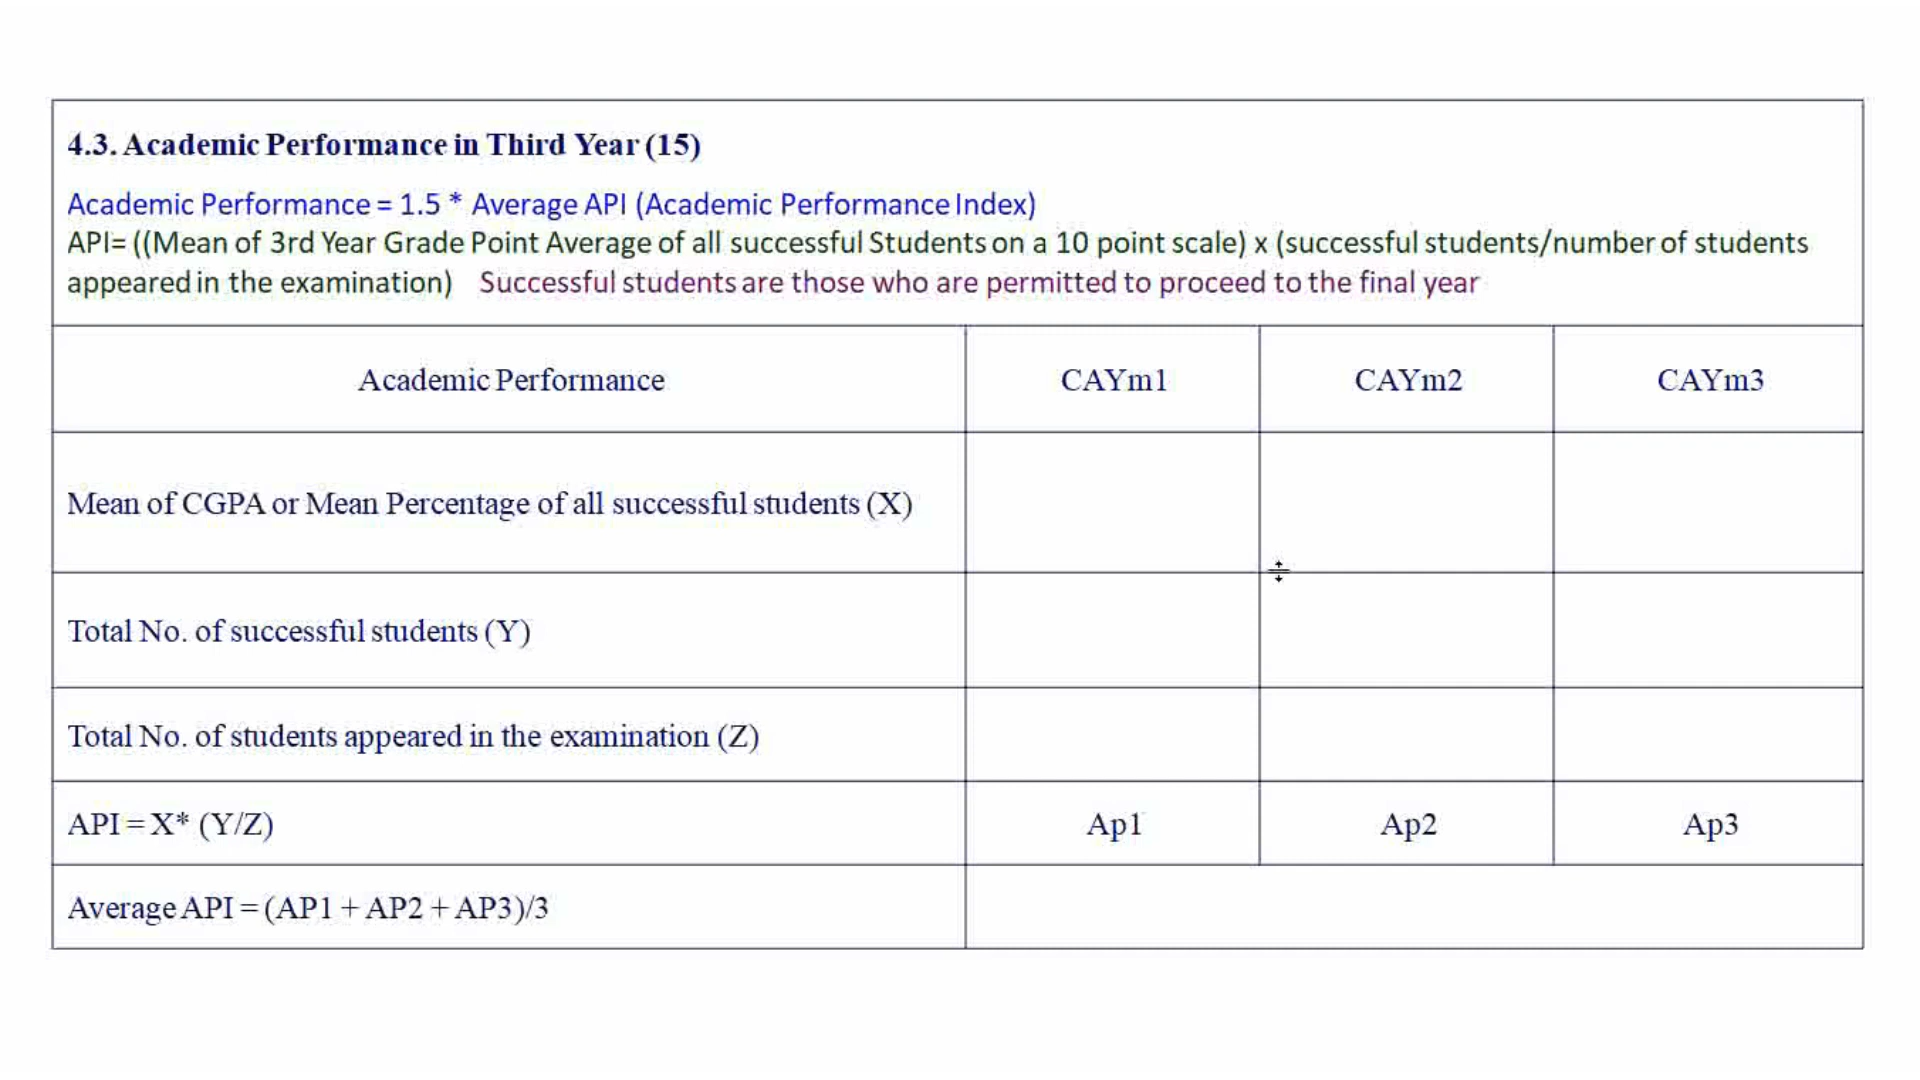 4.3. Academic Performance in Third Year (15)
Academic Performance = 1.5 * Average API (Academic Performance Index)
API= ((Mean of 3rd Year Grade Point Average of all successful Students on a 10 point scale) x (successful students/number of students
appeared in the examination) Successful students are those who are permitted to proceed to the final year
Academic Performance CAYm1 CAYm2 CAYm3
Mean of CGPA or Mean Percentage of all successful students (X)
Total No. of successful students (Y)
Total No. of students appeared in the examination (Z)
API = X* (Y/Z) Ap1 Ap2 Ap3
Average API = (AP1 + AP2 + AP3)/3